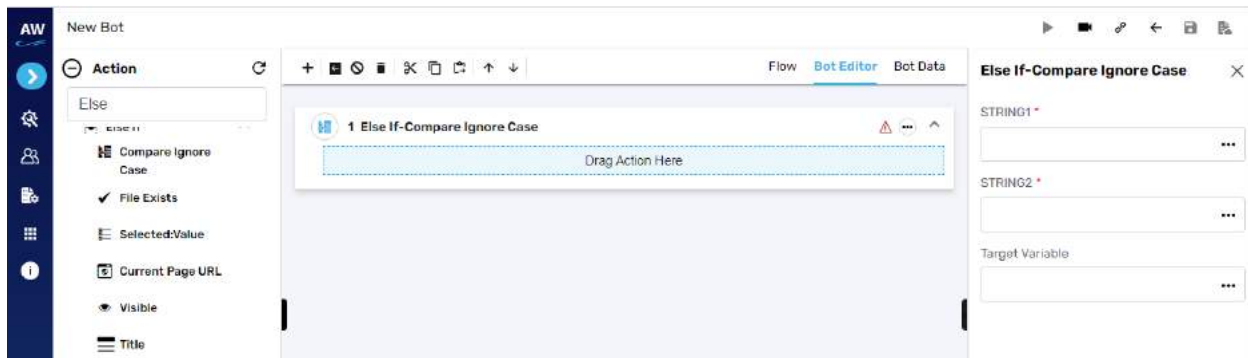 AW
New Bot
Action
Else
Else If
Compare Ignore
Case
File Exists
Selected:Value
Current Page URL
Visible
Title
Flow
Bot Editor
Bot Data
1 Else If-Compare Ignore Case
Drag Action Here
Else If-Compare Ignore Case
STRING1 *
STRING2 *
Target Variable